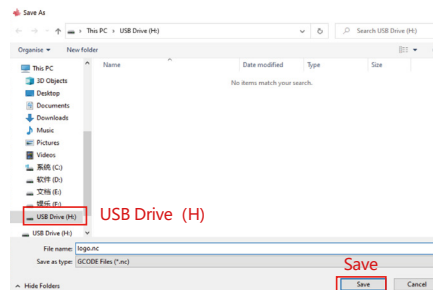 Save As
This PC › USB Drive (H:)
Search USB Drive (H:)
Organise
New folder
Name
Date modified
Type
Size
No items match your search.
This PC
3D Objects
Desktop
Documents
Downloads
Music
Pictures
Videos
系统 (C:)
软件 (D:)
文档 (E:)
娱乐 (F:)
USB Drive (H:)
USB Drive (H)
USB Drive (H:)
File name: logo.nc
Save as type: GCODE Files (*.nc)
Save
Hide Folders
Save
Cancel